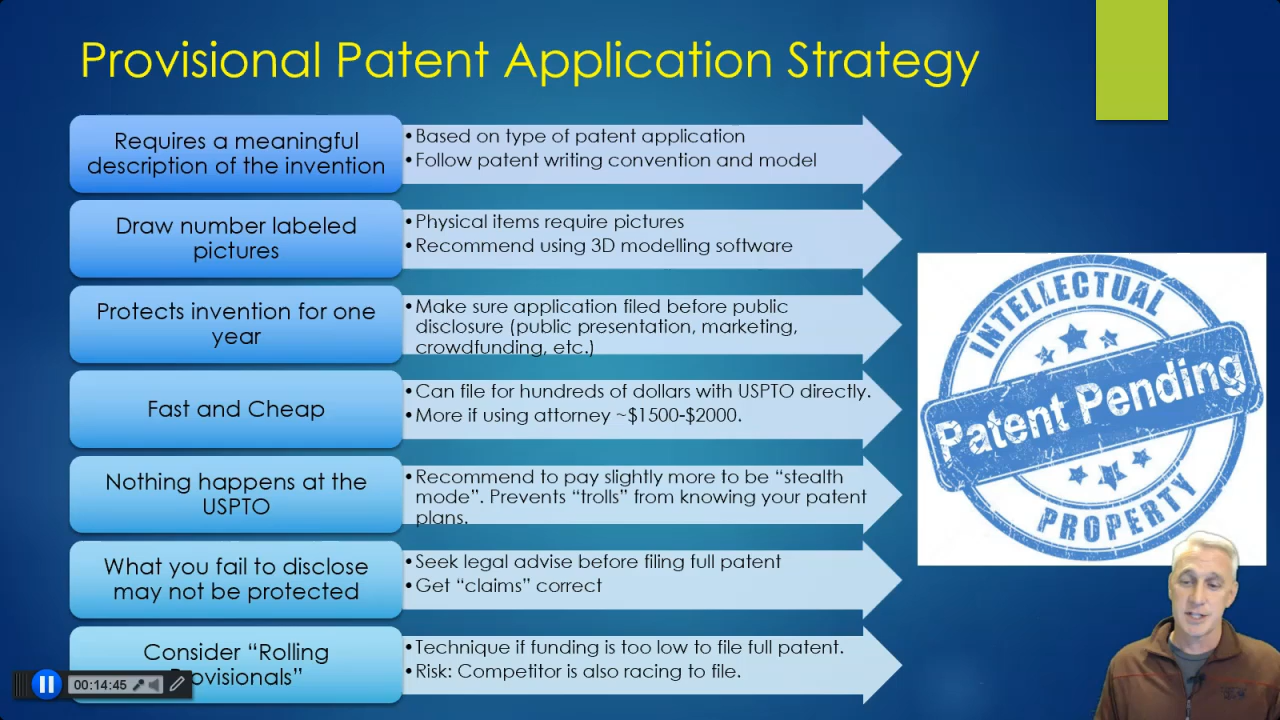 Provisional Patent Application Strategy
Requires a meaningful
description of the invention
•Based on type of patent application
•Follow patent writing convention and model
Draw number labeled
pictures
•Physical items require pictures
•Recommend using 3D modelling software
Protects invention for one
year
•Make sure application filed before public
disclosure (public presentation, marketing,
crowdfunding, etc.)
Fast and Cheap
•Can file for hundreds of dollars with USPTO directly.
•More if using attorney ~$1500-$2000.
Nothing happens at the
USPTO
•Recommend to pay slightly more to be “stealth
mode”. Prevents “trolls” from knowing your patent
plans.
What you fail to disclose
may not be protected
•Seek legal advise before filing full patent
•Get “claims” correct
Consider “Rolling
ovisionals”
•Technique if funding is too low to file full patent.
•Risk: Competitor is also racing to file.
INTELLECTUAL
Patent Pending
PROPERTY
00:14:45